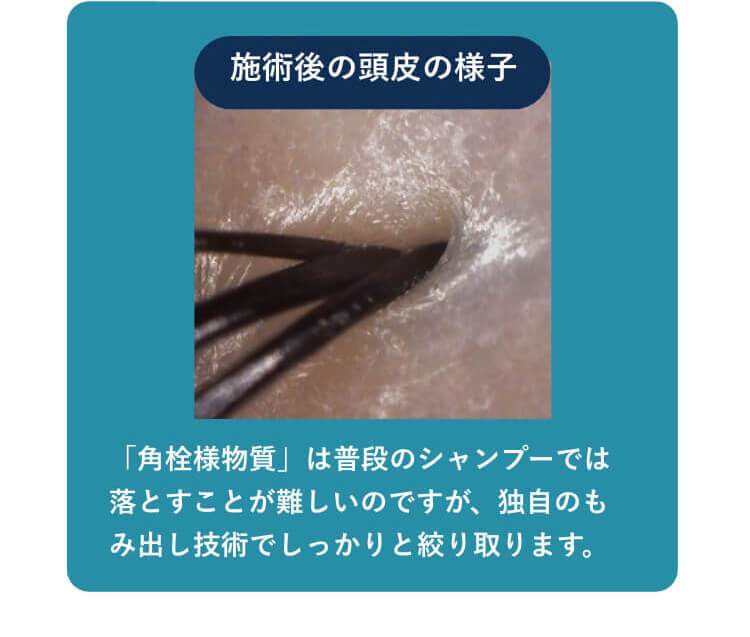 施術後の頭皮の様子
「角栓様物質」は普段のシャンプーでは
落とすことが難しいのですが、独自のも
み出し技術でしっかりと絞り取ります。